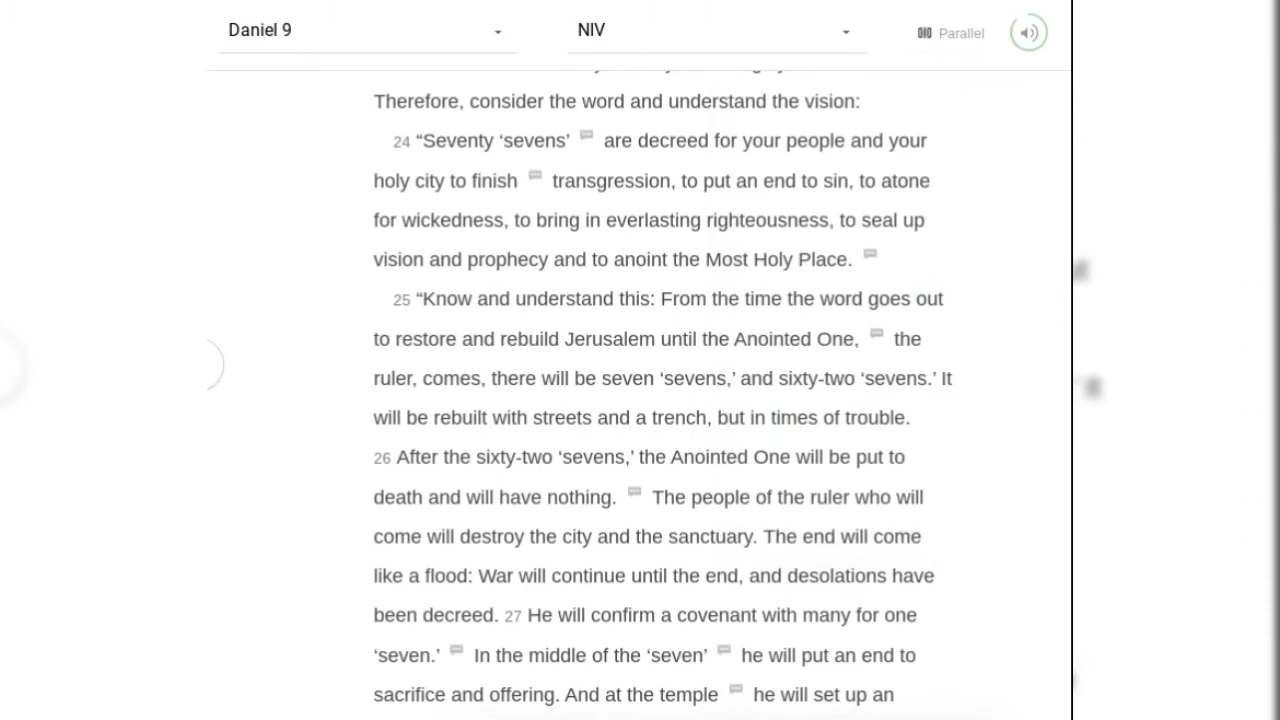 Daniel 9
NIV
Parallel
Therefore, consider the word and understand the vision:
24 “Seventy ‘sevens’ are decreed for your people and your
holy city to finish transgression, to put an end to sin, to atone
for wickedness, to bring in everlasting righteousness, to seal up
vision and prophecy and to anoint the Most Holy Place.
25 “Know and understand this: From the time the word goes out
to restore and rebuild Jerusalem until the Anointed One, the
ruler, comes, there will be seven ‘sevens,’ and sixty-two ‘sevens.’ It
will be rebuilt with streets and a trench, but in times of trouble.
26 After the sixty-two ‘sevens,’ the Anointed One will be put to
death and will have nothing. The people of the ruler who will
come will destroy the city and the sanctuary. The end will come
like a flood: War will continue until the end, and desolations have
been decreed. 27 He will confirm a covenant with many for one
‘seven.’ In the middle of the ‘seven’ he will put an end to
sacrifice and offering. And at the temple he will set up an